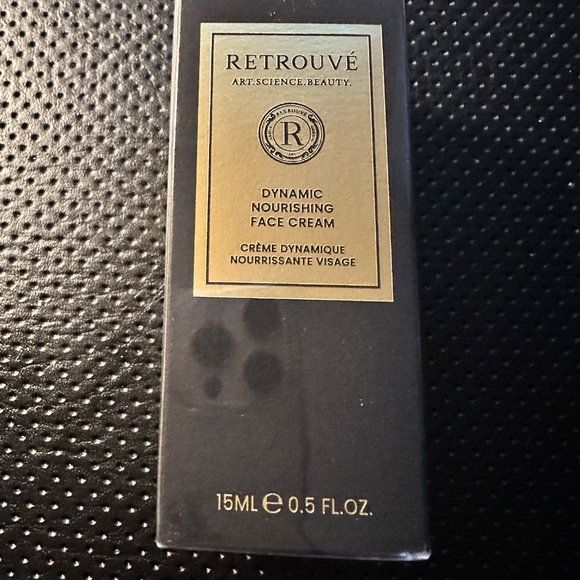 RETROUVÉ
ART.SCIENCE.BEAUTY.
R
DYNAMIC
NOURISHING
FACE CREAM
CRÈME DYNAMIQUE
NOURRISSANTE VISAGE
15ML ℮ 0.5 FL.OZ.